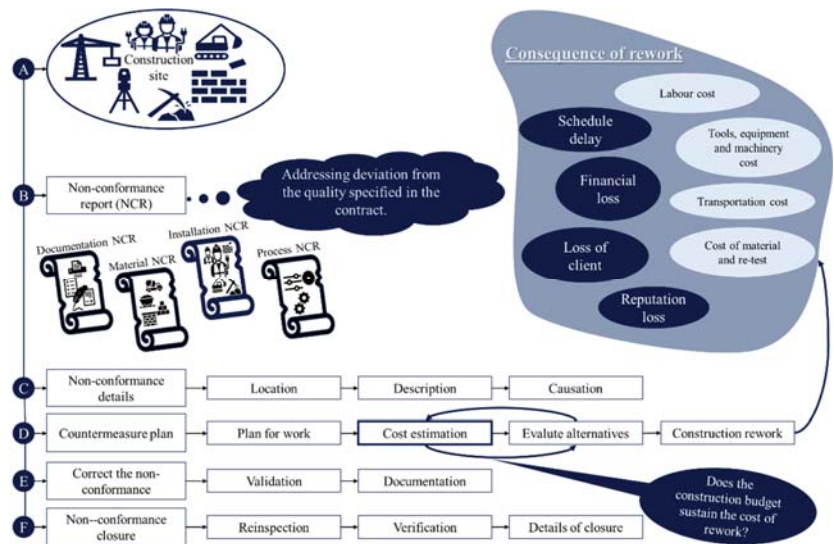 A
Construction
site
Consequence of rework
Labour cost
Schedule
delay
Tools, equipment
and machinery
cost
Financial
loss
Transportation cost
Loss of
client
Cost of material
and re-test
Reputation
loss
B
Non-conformance
report (NCR)
Addressing deviation from
the quality specified in the
contract.
Documentation NCR
Material NCR
Installation NCR
Process NCR
C
Non-conformance
details
Location
Description
Causation
D
Countermeasure plan
Plan for work
Cost estimation
Evalute alternatives
Construction rework
E
Correct the non-
conformance
Validation
Documentation
Does the
construction budget
sustain the cost of
rework?
F
Non--conformance
closure
Reinspection
Verification
Details of closure